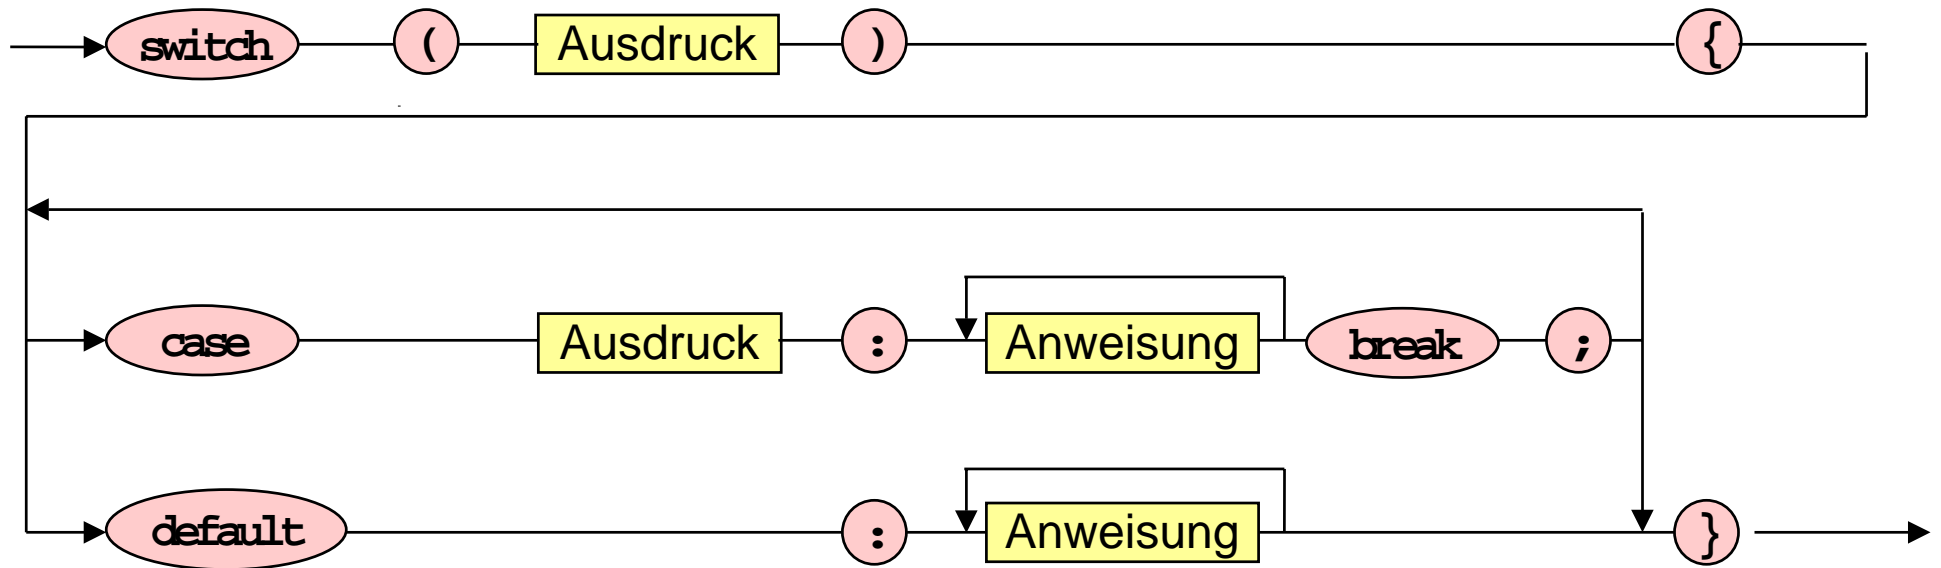 switch ( Ausdruck ) {
case Ausdruck : Anweisung break ;
default : Anweisung }